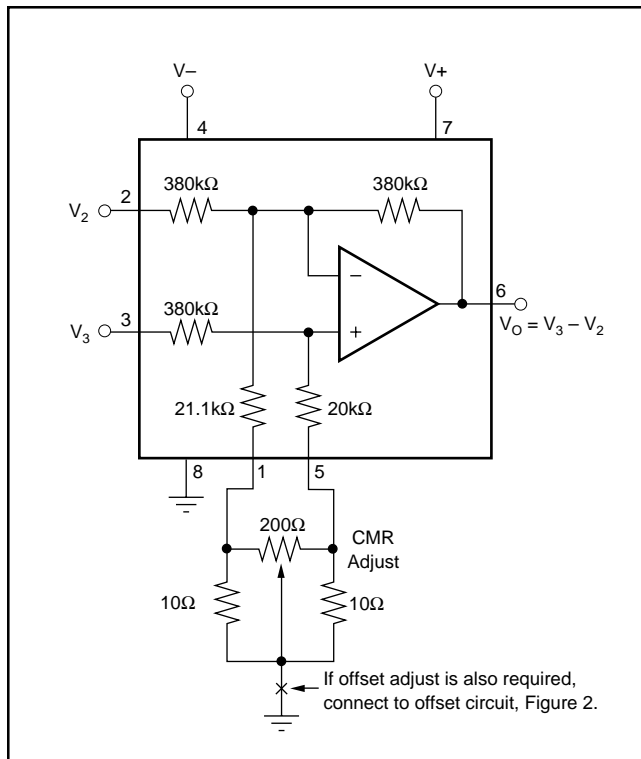 V– V+
4 7
380kΩ 380kΩ
2
V2
–
3 380kΩ 6
V3 +
VO = V3 – V2
21.1kΩ 20kΩ
8 1 5
200Ω CMR
Adjust
10Ω 10Ω
If offset adjust is also required,
connect to offset circuit, Figure 2.